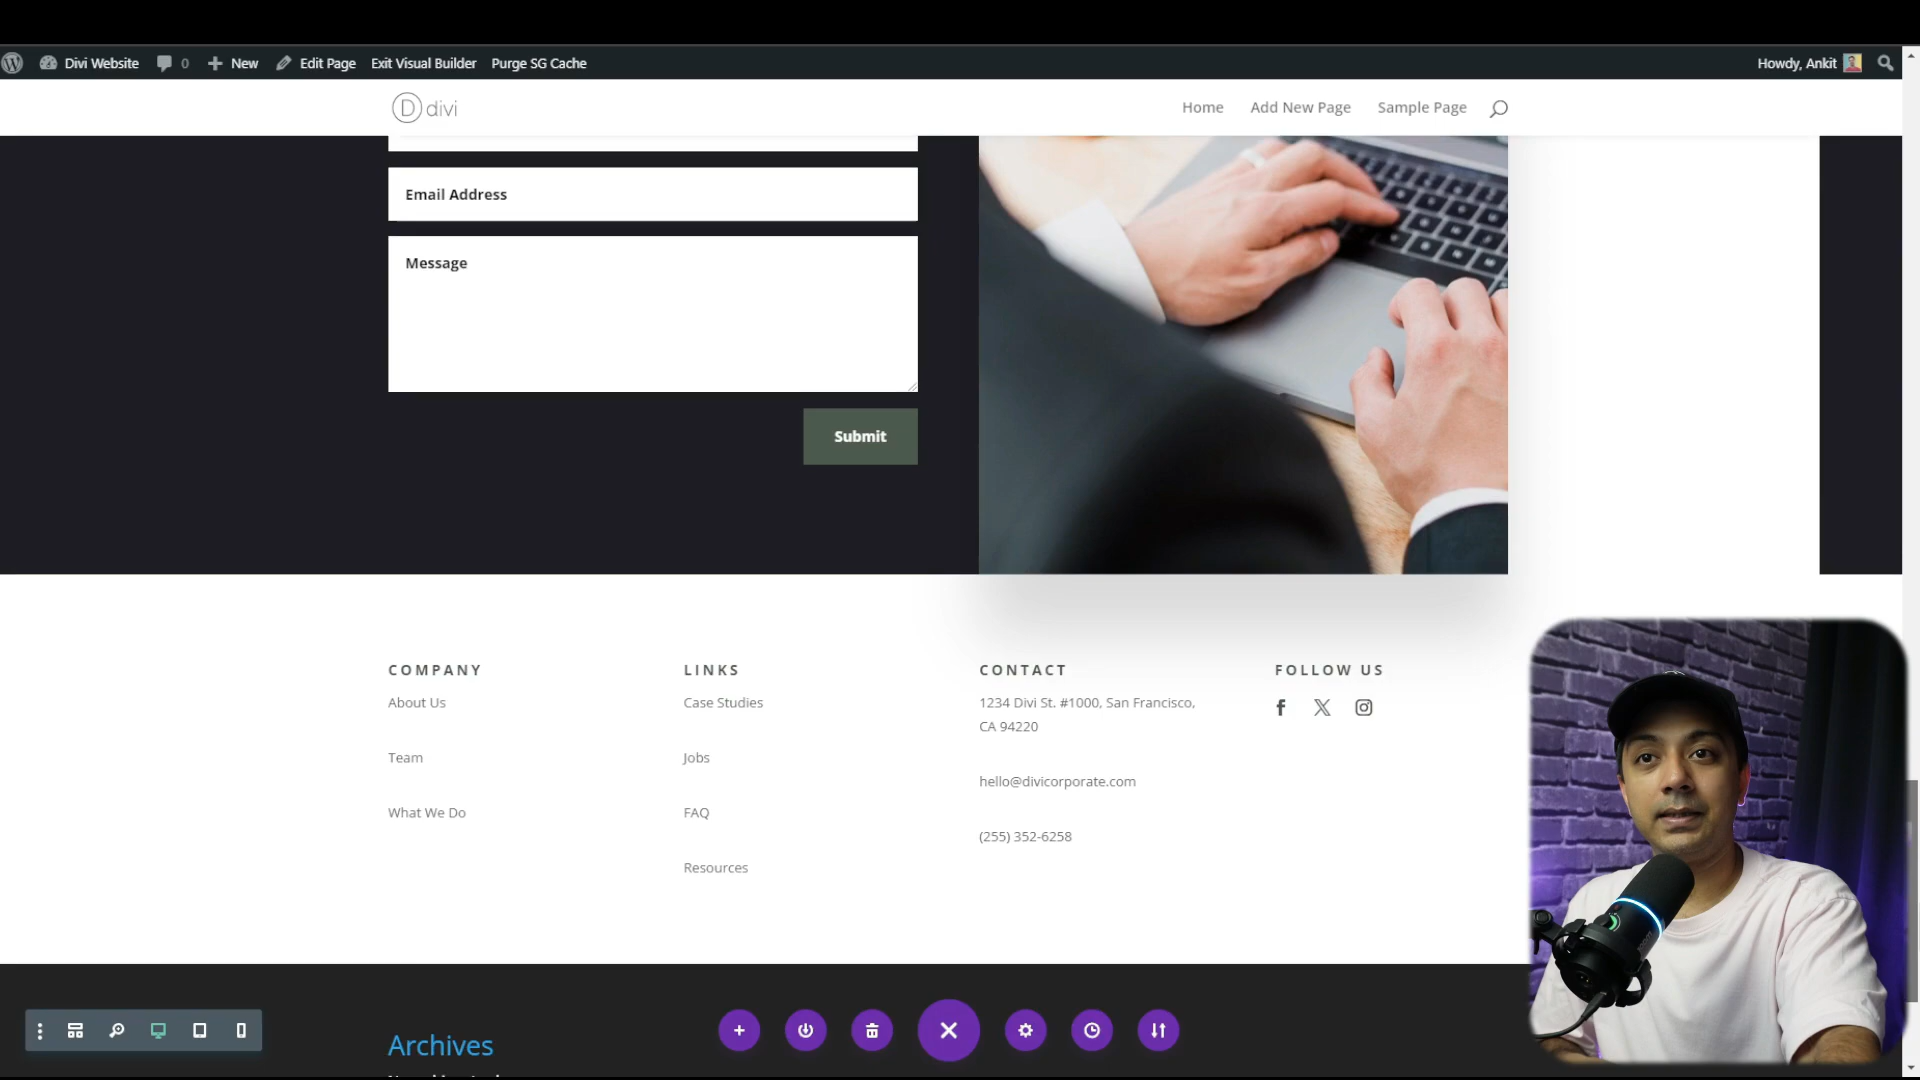 Divi Website
0
New
Edit Page
Exit Visual Builder
Purge SG Cache
Howdy, Ankit
D divi
Home
Add New Page
Sample Page
Email Address
Message
Submit
COMPANY
About Us
Team
What We Do
LINKS
Case Studies
Jobs
FAQ
Resources
CONTACT
1234 Divi St. #1000, San Francisco,
CA 94220
hello@divicorporate.com
(255) 352-6258
FOLLOW US
Archives